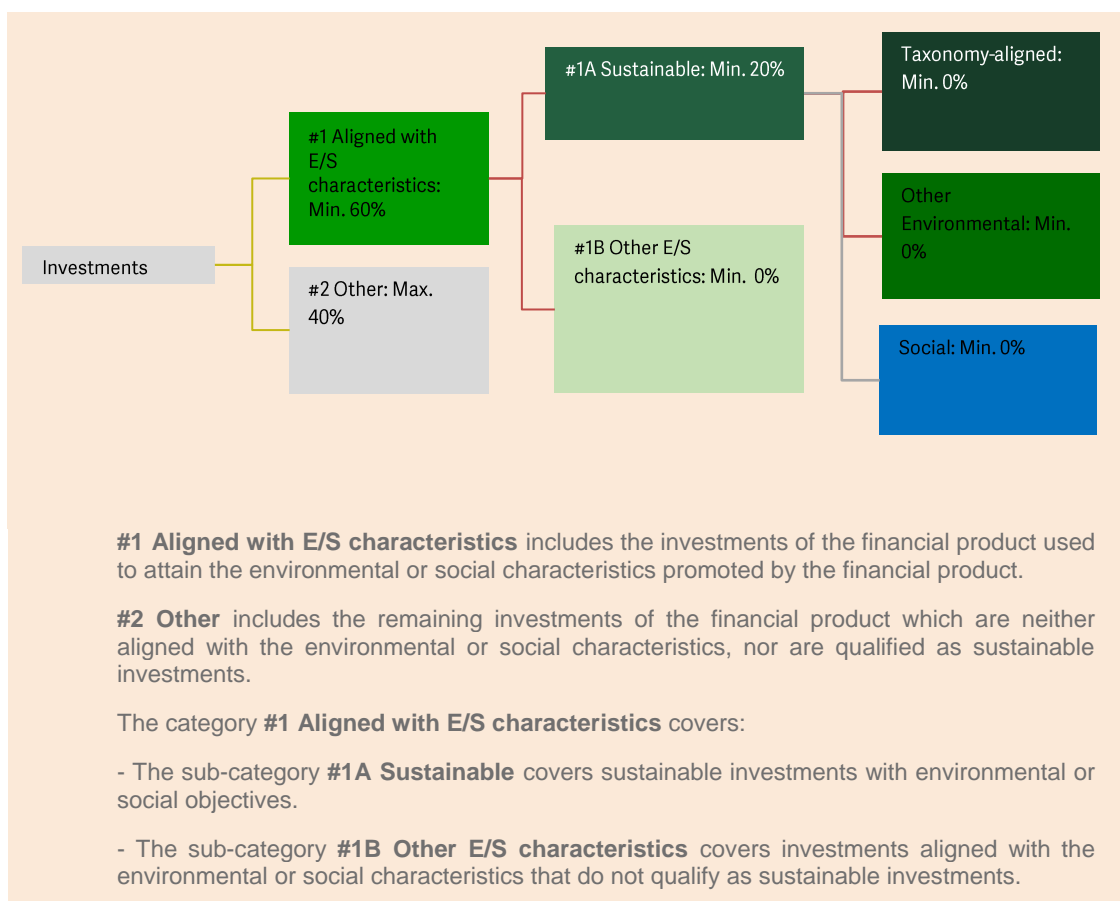 Investments
#1 Aligned with
E/S
characteristics:
Min. 60%
#2 Other: Max.
40%
#1A Sustainable: Min. 20%
#1B Other E/S
characteristics: Min. 0%
Taxonomy-aligned:
Min. 0%
Other
Environmental: Min.
0%
Social: Min. 0%
#1 Aligned with E/S characteristics includes the investments of the financial product used
to attain the environmental or social characteristics promoted by the financial product.
#2 Other includes the remaining investments of the financial product which are neither
aligned with the environmental or social characteristics, nor are qualified as sustainable
investments.
The category #1 Aligned with E/S characteristics covers:
- The sub-category #1A Sustainable covers sustainable investments with environmental or
social objectives.
- The sub-category #1B Other E/S characteristics covers investments aligned with the
environmental or social characteristics that do not qualify as sustainable investments.